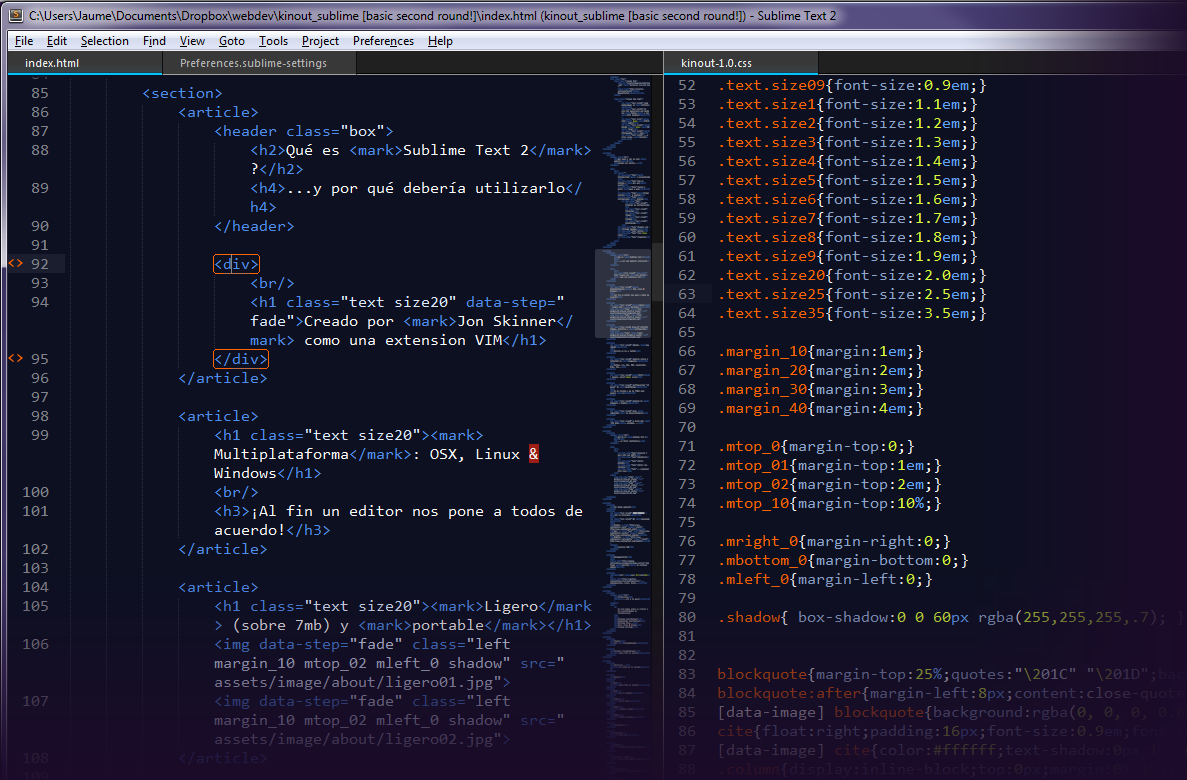 C:\Users\Jaume\Documents\Dropbox\webdev\kinout_sublime [basic second round!]\index.html (kinout_sublime [basic second round!]) - Sublime Text 2
File Edit Selection Find View Goto Tools Project Preferences Help
index.html Preferences.sublime-settings
85 <section>
86 <article>
87 <header class="box">
88 <h2>Qué es <mark>Sublime Text 2</mark>
?</h2>
89 <h4>...y por qué debería utilizarlo</
h4>
90 </header>
91
92 <div>
93 <br/>
94 <h1 class="text size20" data-step="
fade">Creado por <mark>Jon Skinner</
mark> como una extension VIM</h1>
95 </div>
96 </article>
97
98 <article>
99 <h1 class="text size20"><mark>
Multiplataforma</mark>: OSX, Linux &
Windows</h1>
100 <br/>
101 <h3>¡Al fin un editor nos pone a todos de
acuerdo!</h3>
102 </article>
103
104 <article>
105 <h1 class="text size20"><mark>Ligero</mark
> (sobre 7mb) y <mark>portable</mark></h1>
106 <img data-step="fade" class="left
margin_10 mtop_02 mleft_0 shadow" src="
assets/image/about/ligero01.jpg">
107 <img data-step="fade" class="left
margin_10 mtop_02 mleft_0 shadow" src="
assets/image/about/ligero02.jpg">
108 </article>
kinout-1.0.css
52 .text.size09{font-size:0.9em;}
53 .text.size1{font-size:1.1em;}
54 .text.size2{font-size:1.2em;}
55 .text.size3{font-size:1.3em;}
56 .text.size4{font-size:1.4em;}
57 .text.size5{font-size:1.5em;}
58 .text.size6{font-size:1.6em;}
59 .text.size7{font-size:1.7em;}
60 .text.size8{font-size:1.8em;}
61 .text.size9{font-size:1.9em;}
62 .text.size20{font-size:2.0em;}
63 .text.size25{font-size:2.5em;}
64 .text.size35{font-size:3.5em;}
65
66 .margin_10{margin:1em;}
67 .margin_20{margin:2em;}
68 .margin_30{margin:3em;}
69 .margin_40{margin:4em;}
70
71 .mtop_0{margin-top:0;}
72 .mtop_01{margin-top:1em;}
73 .mtop_02{margin-top:2em;}
74 .mtop_10{margin-top:10%;}
75
76 .mright_0{margin-right:0;}
77 .mbottom_0{margin-bottom:0;}
78 .mleft_0{margin-left:0;}
79
80 .shadow{ box-shadow:0 0 60px rgba(255,255,255,.7); }
81
82
83 blockquote{margin-top:25%;quotes:"\201C" "\201D";
84 blockquote:after{margin-left:8px;content:close-quot
85 [data-image] blockquote{background:rgba(0, 0, 0, 0.
86 cite{float:right;padding:16px;font-size:0.9em;
87 [data-image] cite{color:#ffffff;text-shadow:0px
88 .column{display:inline-block;top:0px;